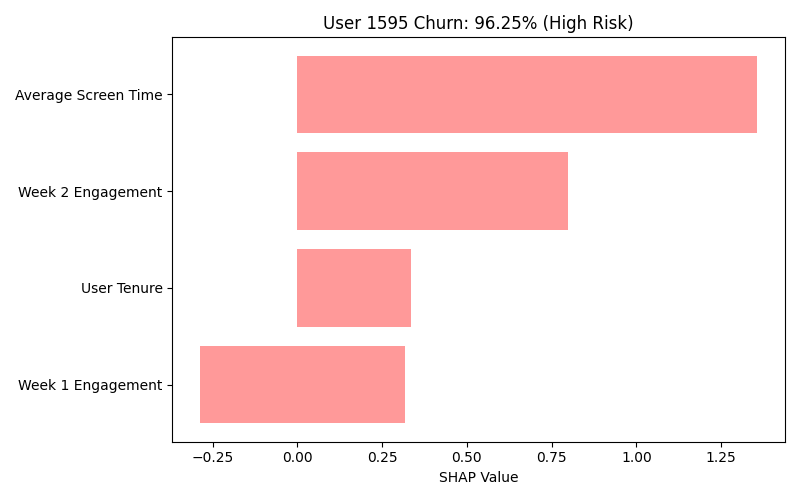 User 1595 Churn: 96.25% (High Risk)
Average Screen Time
Week 2 Engagement
User Tenure
Week 1 Engagement
−0.25 0.00 0.25 0.50 0.75 1.00 1.25
SHAP Value